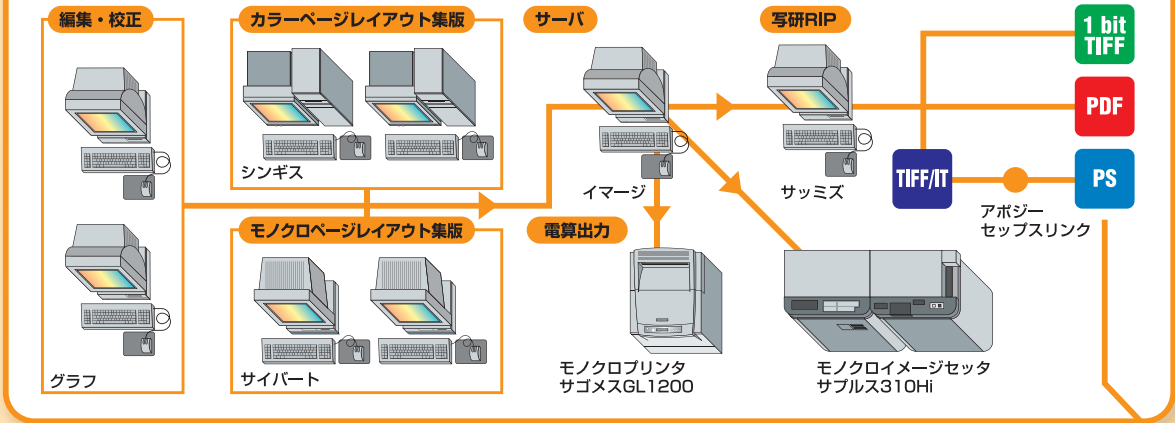 編集・校正
グラフ
カラーページレイアウト集版
シンギス
モノクロページレイアウト集版
サイバート
サーバ
イマージ
電算出力
モノクロプリンタ
サゴメスGL1200
モノクロイメージセッタ
サプルス310Hi
写研RIP
サッミズ
1 bit
TIFF
PDF
TIFF/IT
PS
アポジー
セップスリンク